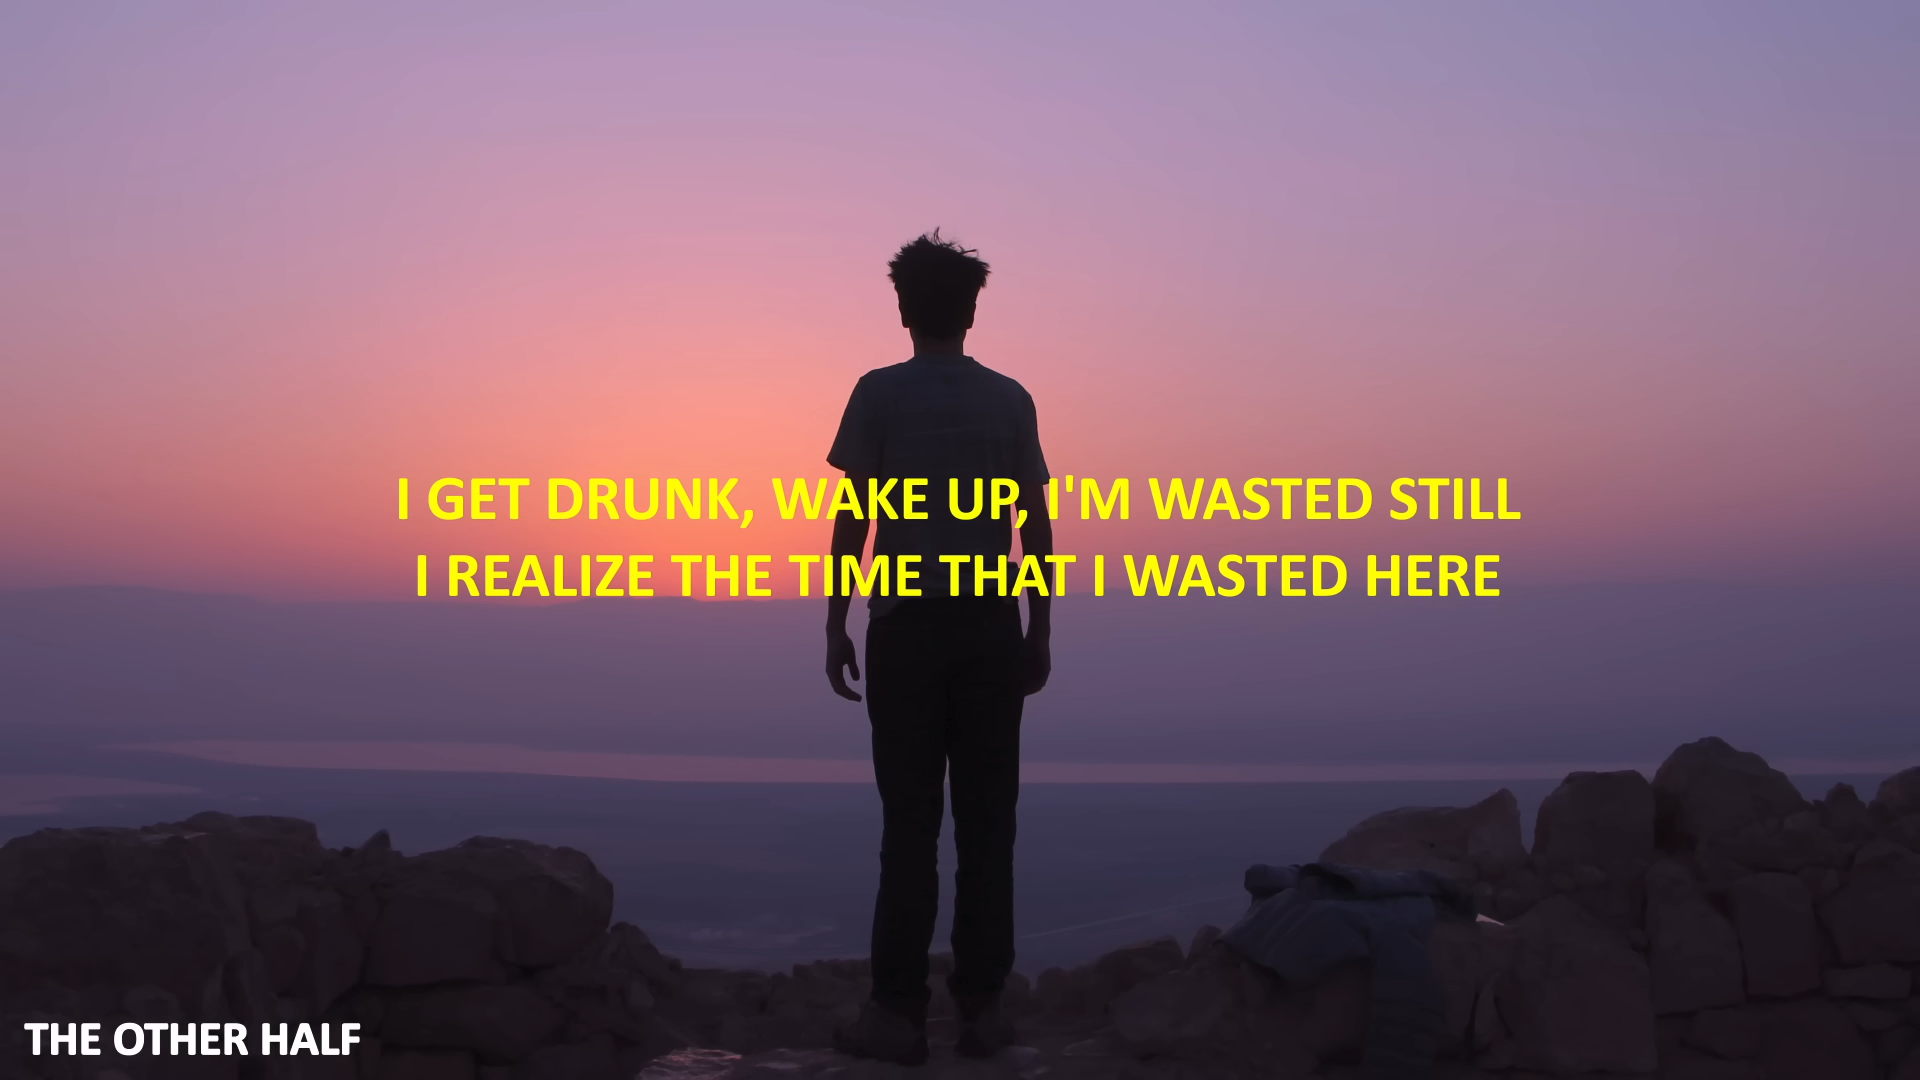 I GET DRUNK, WAKE UP, I'M WASTED STILL
I REALIZE THE TIME THAT I WASTED HERE
THE OTHER HALF